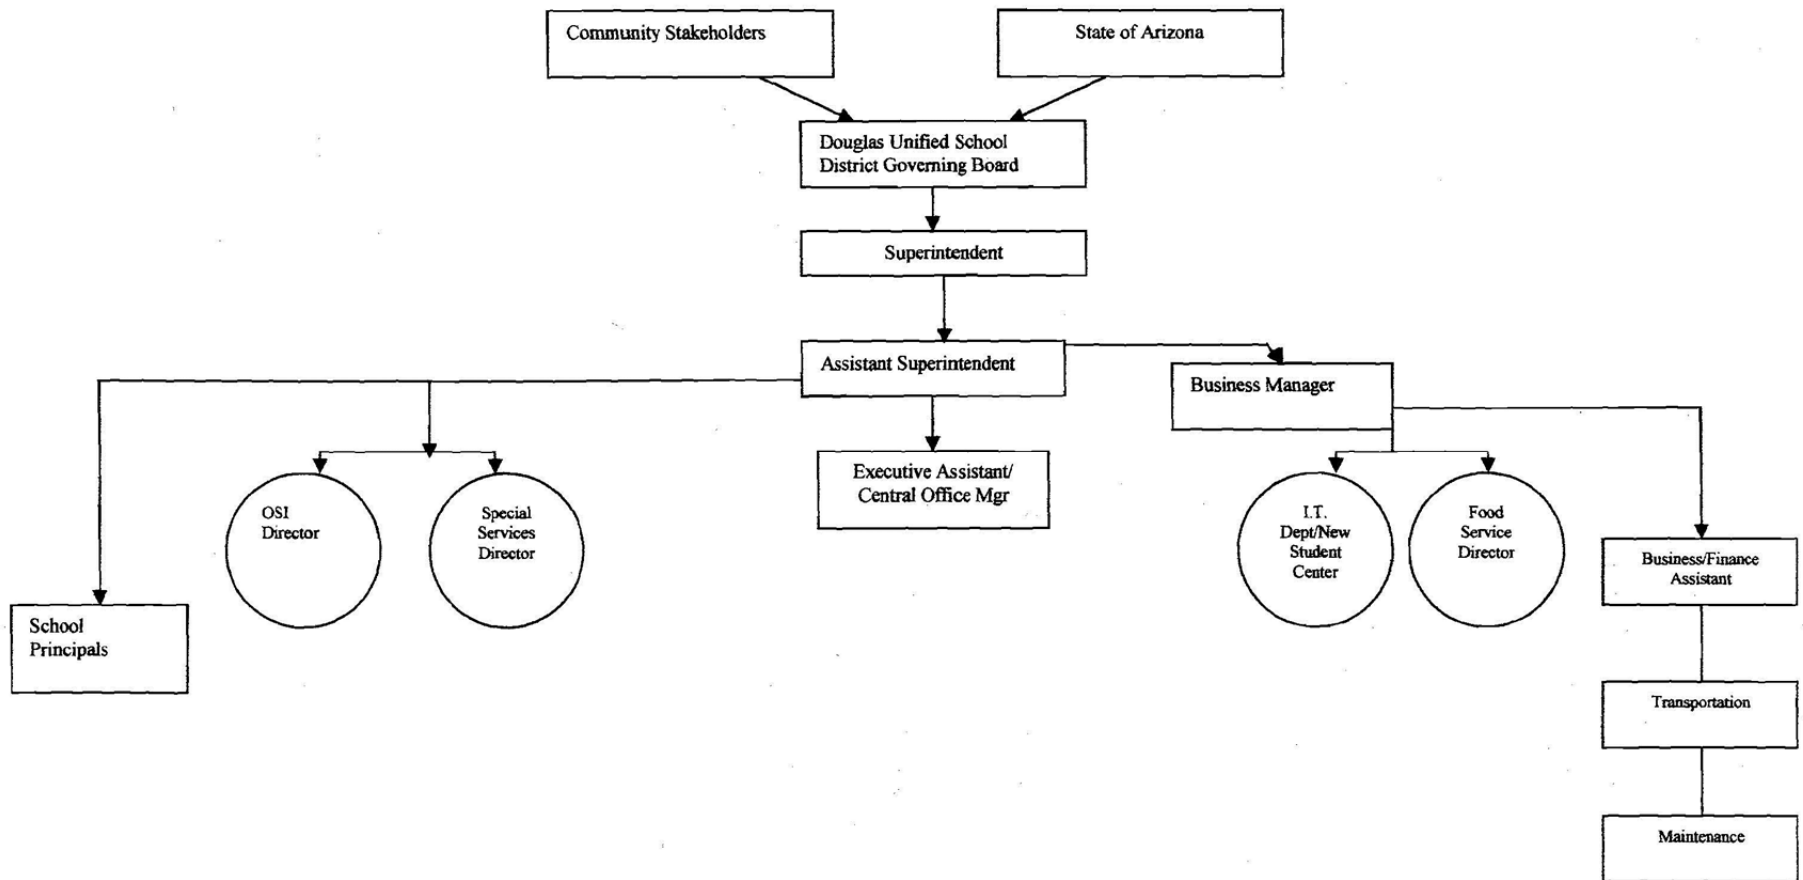 Community Stakeholders
State of Arizona
Douglas Unified School
District Governing Board
Superintendent
Assistant Superintendent
Business Manager
Executive Assistant/
Central Office Mgr
OSI
Director
Special
Services
Director
I.T.
Dept/New
Student
Center
Food
Service
Director
Business/Finance
Assistant
School
Principals
Transportation
Maintenance